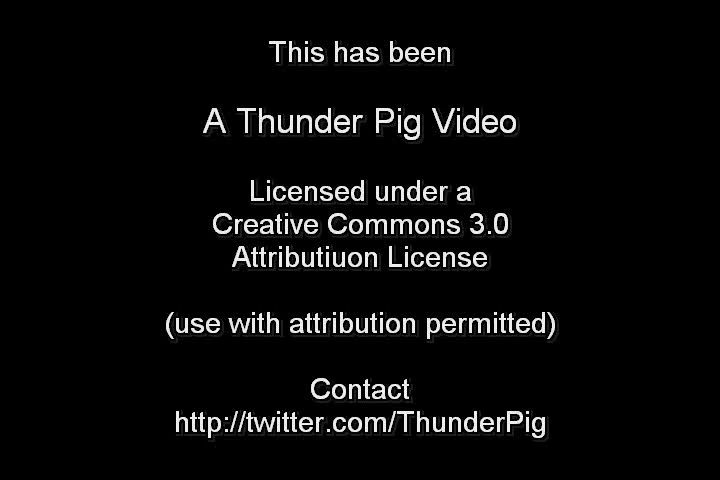 This has been
A Thunder Pig Video
Licensed under a
Creative Commons 3.0
Attributiuon License
(use with attribution permitted)
Contact
http://twitter.com/ThunderPig